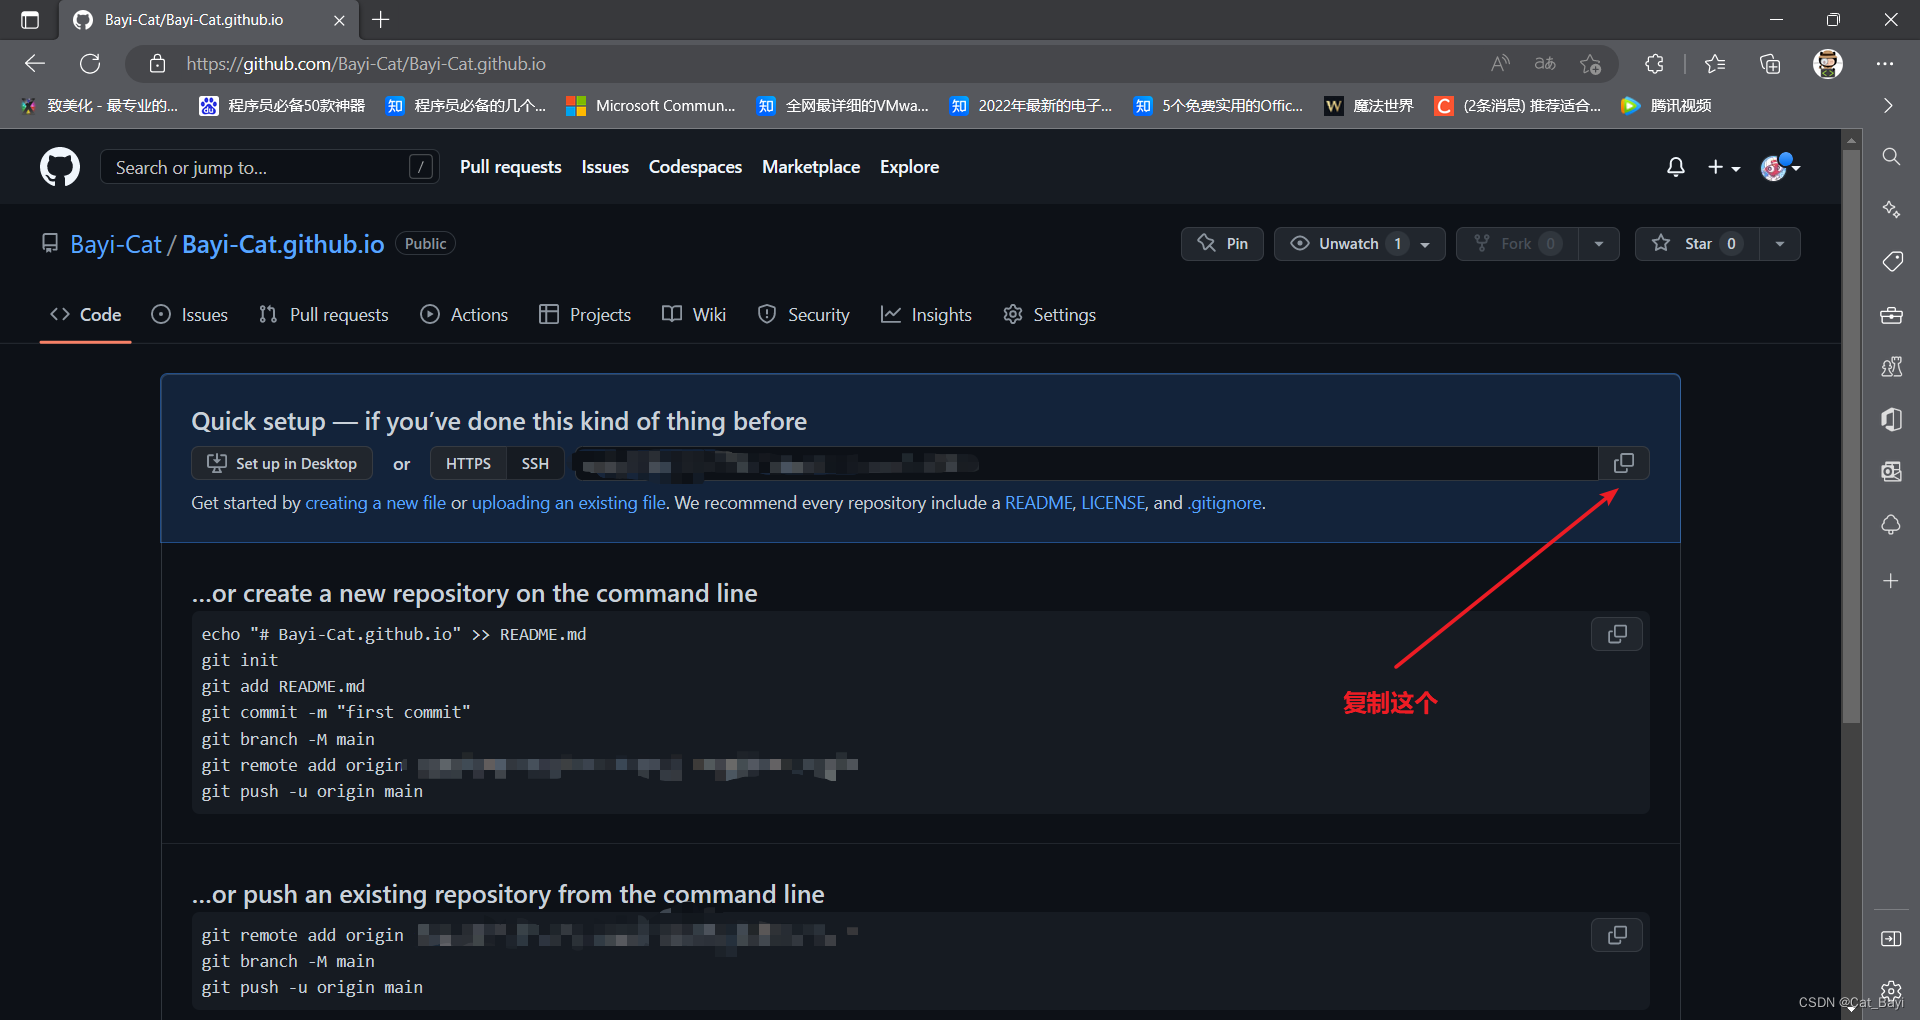 Bayi-Cat/Bayi-Cat.github.io
https://github.com/Bayi-Cat/Bayi-Cat.github.io
致美化 - 最专业的... 程序员必备50款神器 知 程序员必备的几个... Microsoft Commun... 知 全网最详细的VMwa... 知 2022年最新的电子... 知 5个免费实用的Offic... W 魔法世界 C (2条消息) 推荐适合... 腾讯视频
Search or jump to... / Pull requests Issues Codespaces Marketplace Explore
Bayi-Cat / Bayi-Cat.github.io Public Pin Unwatch 1 Fork 0 Star 0
Code Issues Pull requests Actions Projects Wiki Security Insights Settings
Quick setup — if you’ve done this kind of thing before
Set up in Desktop or HTTPS SSH
Get started by creating a new file or uploading an existing file. We recommend every repository include a README, LICENSE, and .gitignore.
...or create a new repository on the command line
echo "# Bayi-Cat.github.io" >> README.md
git init
git add README.md
git commit -m "first commit"
复制这个
git branch -M main
git remote add origin
git push -u origin main
...or push an existing repository from the command line
git remote add origin
git branch -M main
git push -u origin main
CSDN @Cat_Bayi